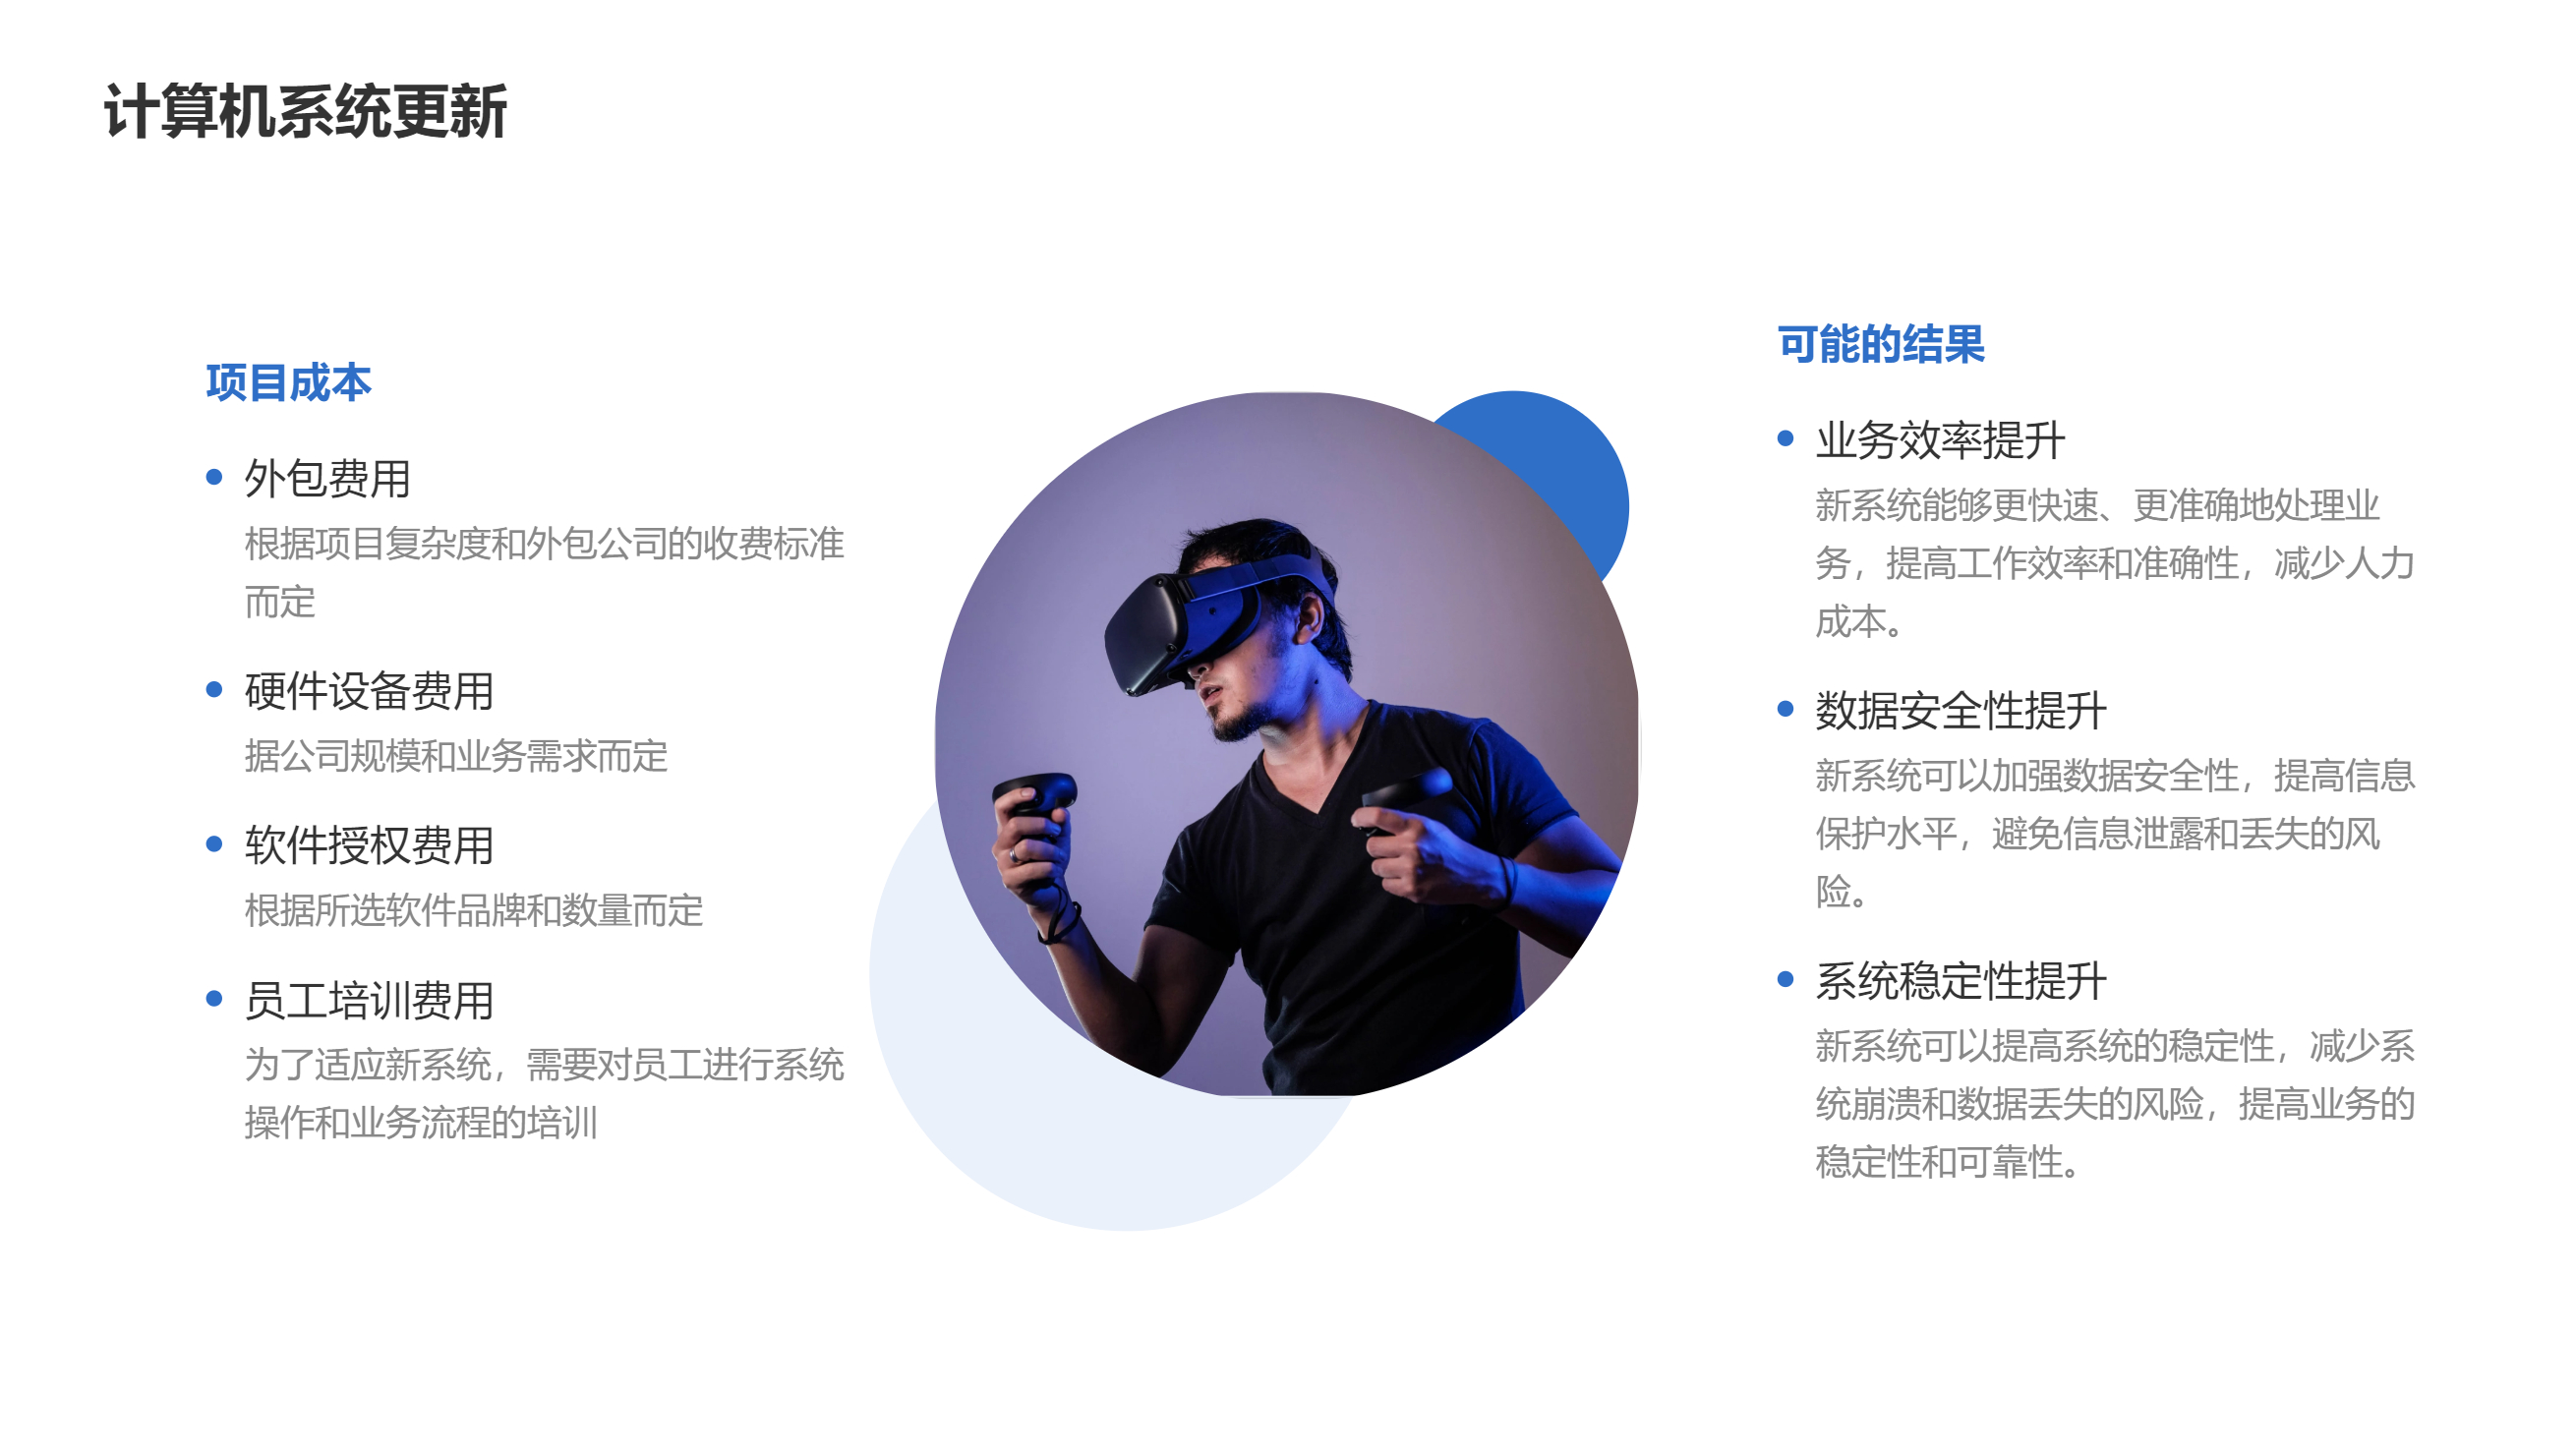 计算机系统更新
项目成本
外包费用
根据项目复杂度和外包公司的收费标准
而定
硬件设备费用
据公司规模和业务需求而定
软件授权费用
根据所选软件品牌和数量而定
员工培训费用
为了适应新系统，需要对员工进行系统
操作和业务流程的培训
可能的结果
业务效率提升
新系统能够更快速、更准确地处理业
务，提高工作效率和准确性，减少人力
成本。
数据安全性提升
新系统可以加强数据安全性，提高信息
保护水平，避免信息泄露和丢失的风
险。
系统稳定性提升
新系统可以提高系统的稳定性，减少系
统崩溃和数据丢失的风险，提高业务的
稳定性和可靠性。